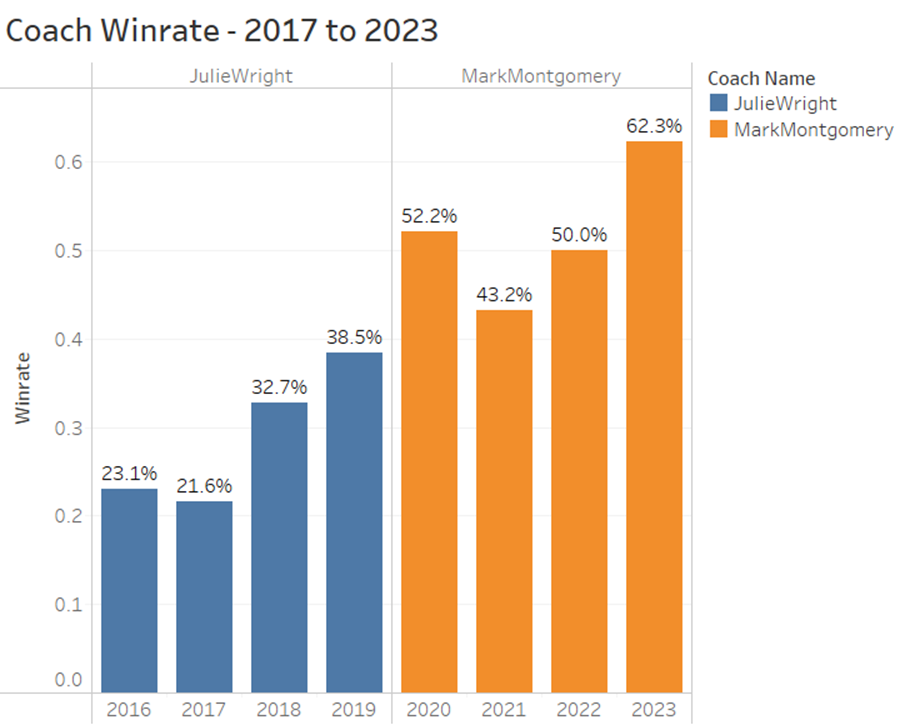 Coach Winrate - 2017 to 2023
JulieWright MarkMontgomery
Coach Name
JulieWright
MarkMontgomery
62.3%
0.6
52.2%
50.0%
0.5
43.2%
0.4
38.5%
32.7%
Winrate
0.3
23.1%
21.6%
0.2
0.1
0.0
2016 2017 2018 2019 2020 2021 2022 2023